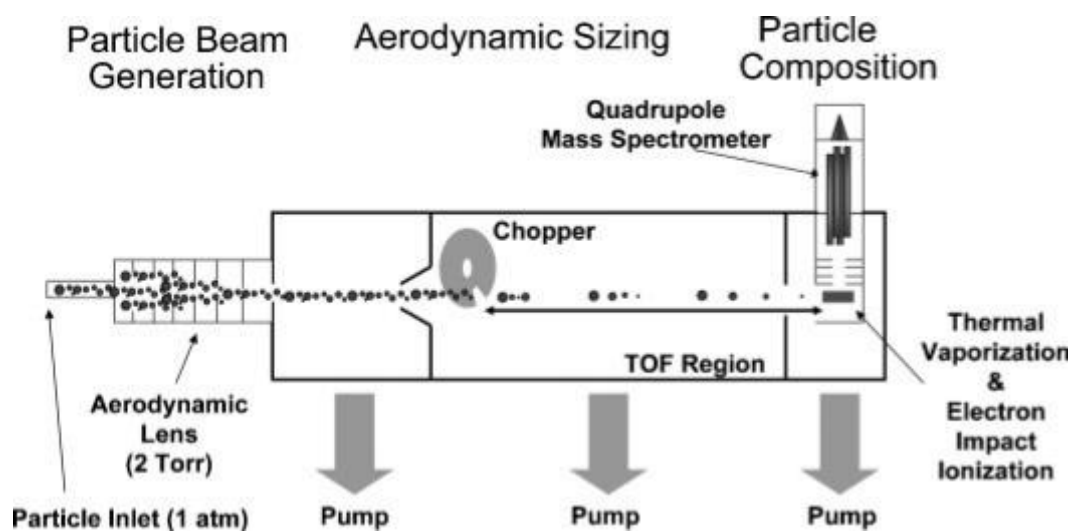 Particle Beam
Generation
Aerodynamic Sizing
Particle
Composition
Quadrupole
Mass Spectrometer
Chopper
TOF Region
Thermal
Vaporization
&
Electron
Impact
Ionization
Aerodynamic
Lens
(2 Torr)
Particle Inlet (1 atm)
Pump
Pump
Pump